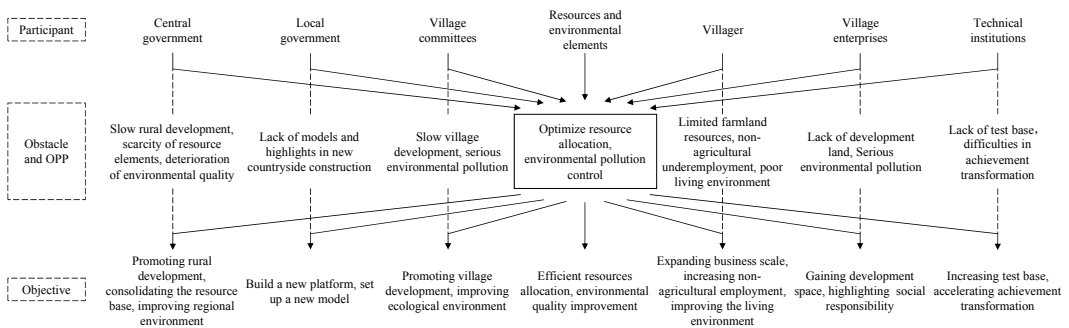 Participant
Central
government
Local
government
Village
committees
Resources and
environmental
elements
Villager
Village
enterprises
Technical
institutions
Obstacle
and OPP
Slow rural development,
scarcity of resource
elements, deterioration
of environmental quality
Lack of models and
highlights in new
countryside construction
Slow village
development, serious
environmental pollution
Optimize resource
allocation,
environmental pollution
control
Limited farmland
resources, non-
agricultural
underemployment, poor
living environment
Lack of development
land, Serious
environmental pollution
Lack of test base，
difficulties in
achievement
transformation
Objective
Promoting rural
development,
consolidating the resource
base, improving regional
environment
Build a new platform, set
up a new model
Promoting village
development, improving
ecological environment
Efficient resources
allocation, environmental
quality improvement
Expanding business scale,
increasing non-
agricultural employment,
improving the living
environment
Gaining development
space, highlighting social
responsibility
Increasing test base,
accelerating achievement
transformation